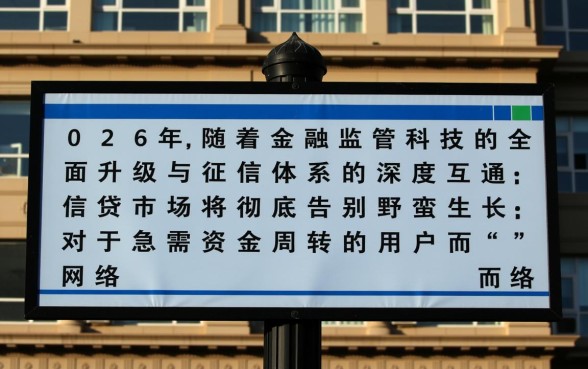 026年,随着金融监管科技的全
面升级与征信体系的深度互通:
信贷市场将彻底告别野蛮生长:
对于急需资金周转的用户而“”
网络 而络